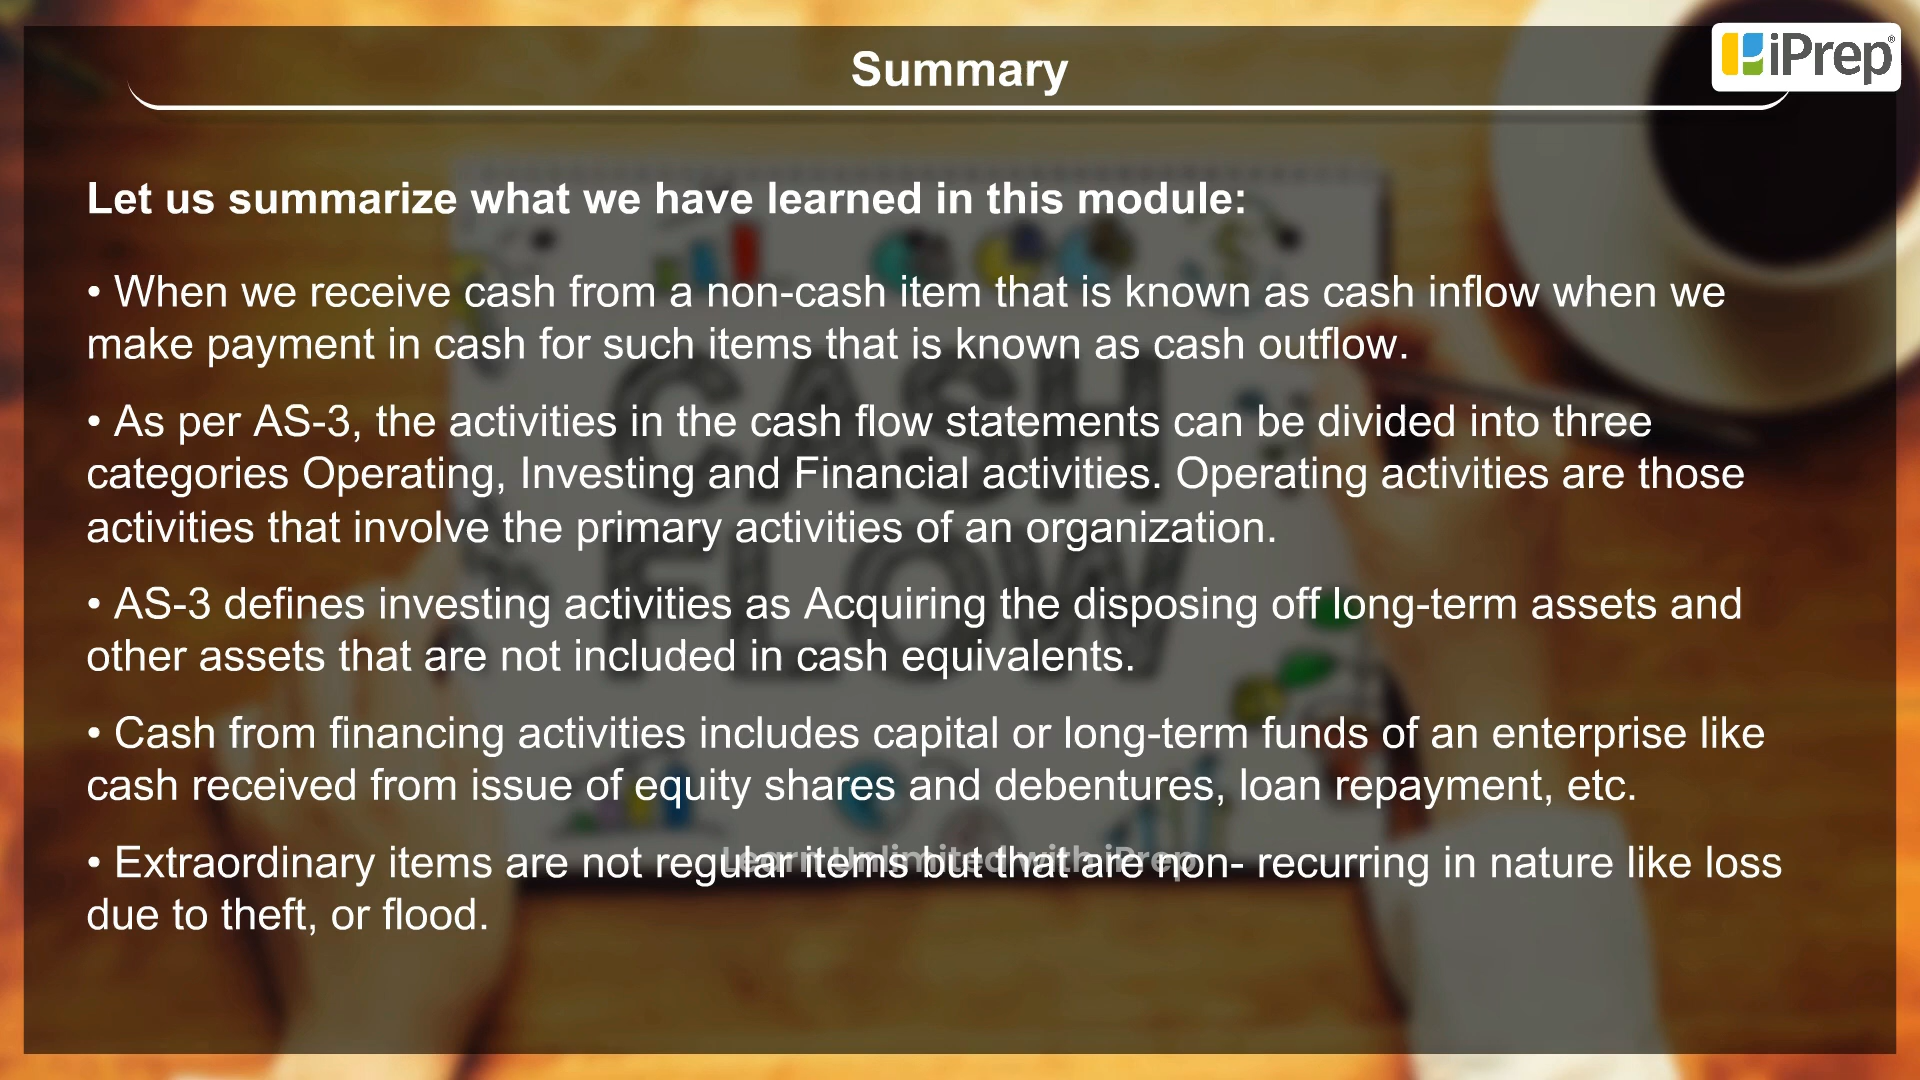 Summary
iPrep®
Let us summarize what we have learned in this module:
• When we receive cash from a non-cash item that is known as cash inflow when we
make payment in cash for such items that is known as cash outflow.
• As per AS-3, the activities in the cash flow statements can be divided into three
categories Operating, Investing and Financial activities. Operating activities are those
activities that involve the primary activities of an organization.
• AS-3 defines investing activities as Acquiring the disposing off long-term assets and
other assets that are not included in cash equivalents.
• Cash from financing activities includes capital or long-term funds of an enterprise like
cash received from issue of equity shares and debentures, loan repayment, etc.
• Extraordinary items are not regular items but that are non- recurring in nature like loss
due to theft, or flood.
Learn Unlimited with iPrep
CASH
FLOW